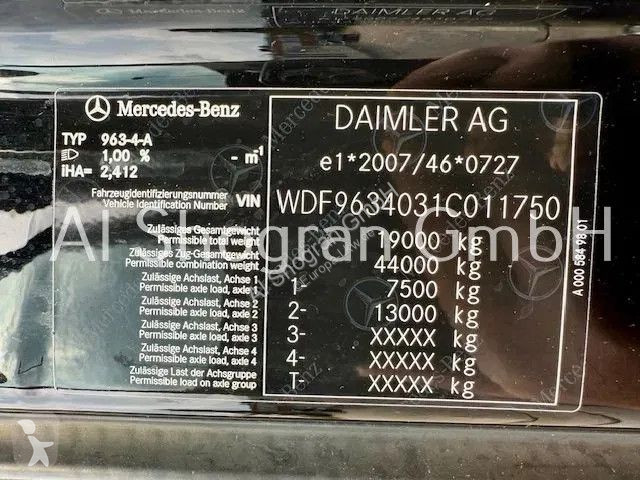 Mercedes-Benz
DAIMLER AG
TYP 963-4-A
1,00 % - m⁻¹
iHA= 2,412
e1*2007/46*0727
Fahrzeugidentifizierungsnummer
Vehicle Identification Number VIN WDF9634031C011750
Al Shogran GmbH
Zulässiges Gesamtgewicht
Permissible total weight 19000 kg
Zulässiges Zug-Gesamtgewicht
Permissible combination weight 44000 kg
Zulässige Achslast, Achse 1
Permissible axle load, axle 1 1- 7500 kg
Zulässige Achslast, Achse 2
Permissible axle load, axle 2 2- 13000 kg
Zulässige Achslast, Achse 3
Permissible axle load, axle 3 3- XXXXX kg
Zulässige Achslast, Achse 4
Permissible axle load, axle 4 4- XXXXX kg
Zulässige Last der Achsgruppe
Permissible load on axle group T- XXXXX kg
A 000 584 98 01